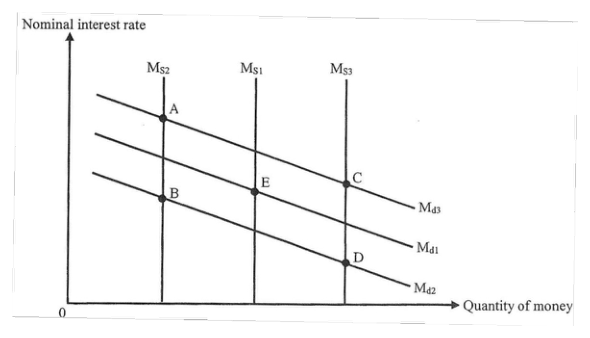 Nominal interest rate
MS2 MS1 MS3
A
C
E
B
Md3
Md1
D
Md2
0
Quantity of money